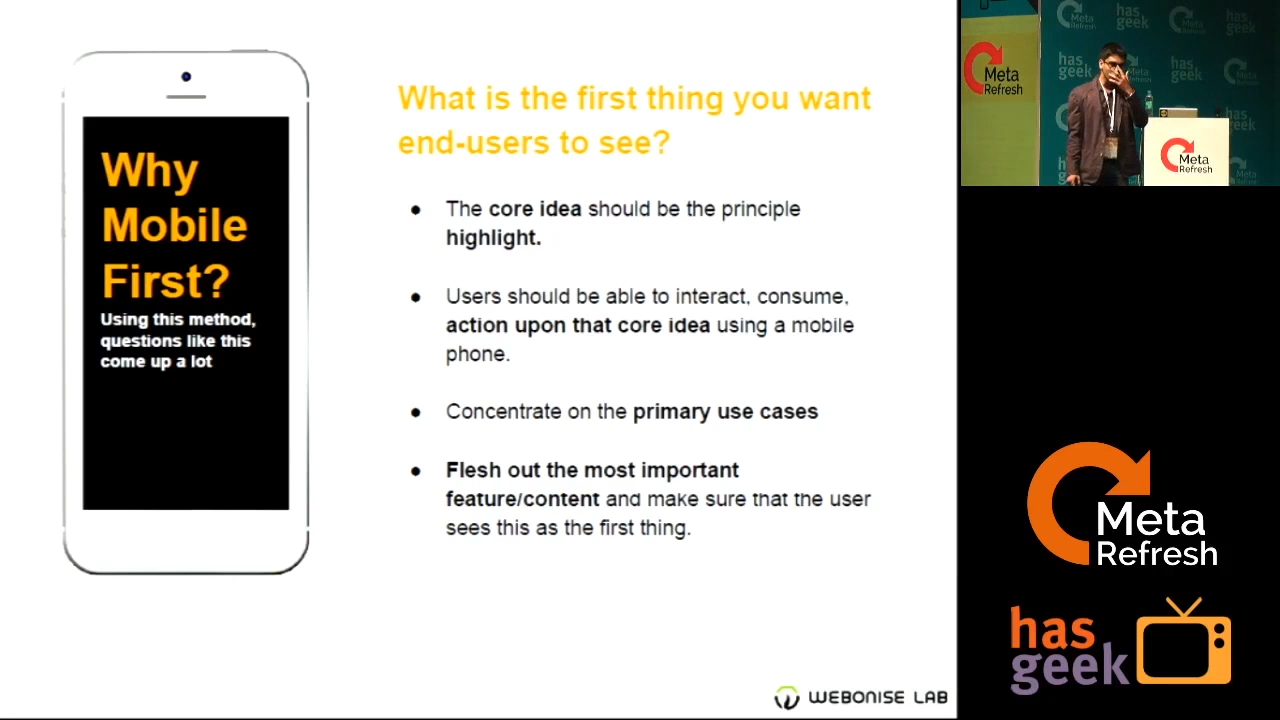 Why
Mobile
First?
Using this method,
questions like this
come up a lot
What is the first thing you want
end-users to see?
● The core idea should be the principle
highlight.
● Users should be able to interact, consume,
action upon that core idea using a mobile
phone.
● Concentrate on the primary use cases
● Flesh out the most important
feature/content and make sure that the user
sees this as the first thing.
WEBONISE LAB
Meta
Refresh
has
geek
Meta
Refresh
Meta
Refresh
has
geek